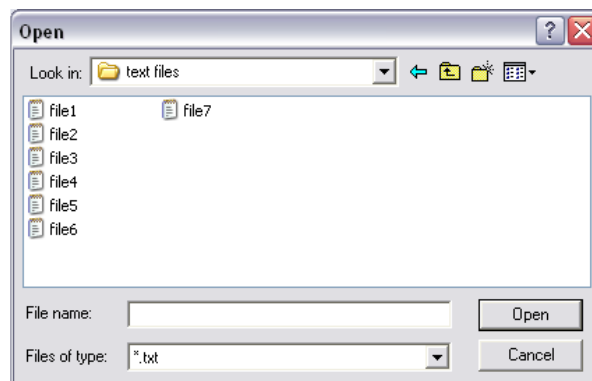 Open
Look in: text files
file1 file7
file2
file3
file4
file5
file6
File name: Open
Files of type: *.txt Cancel